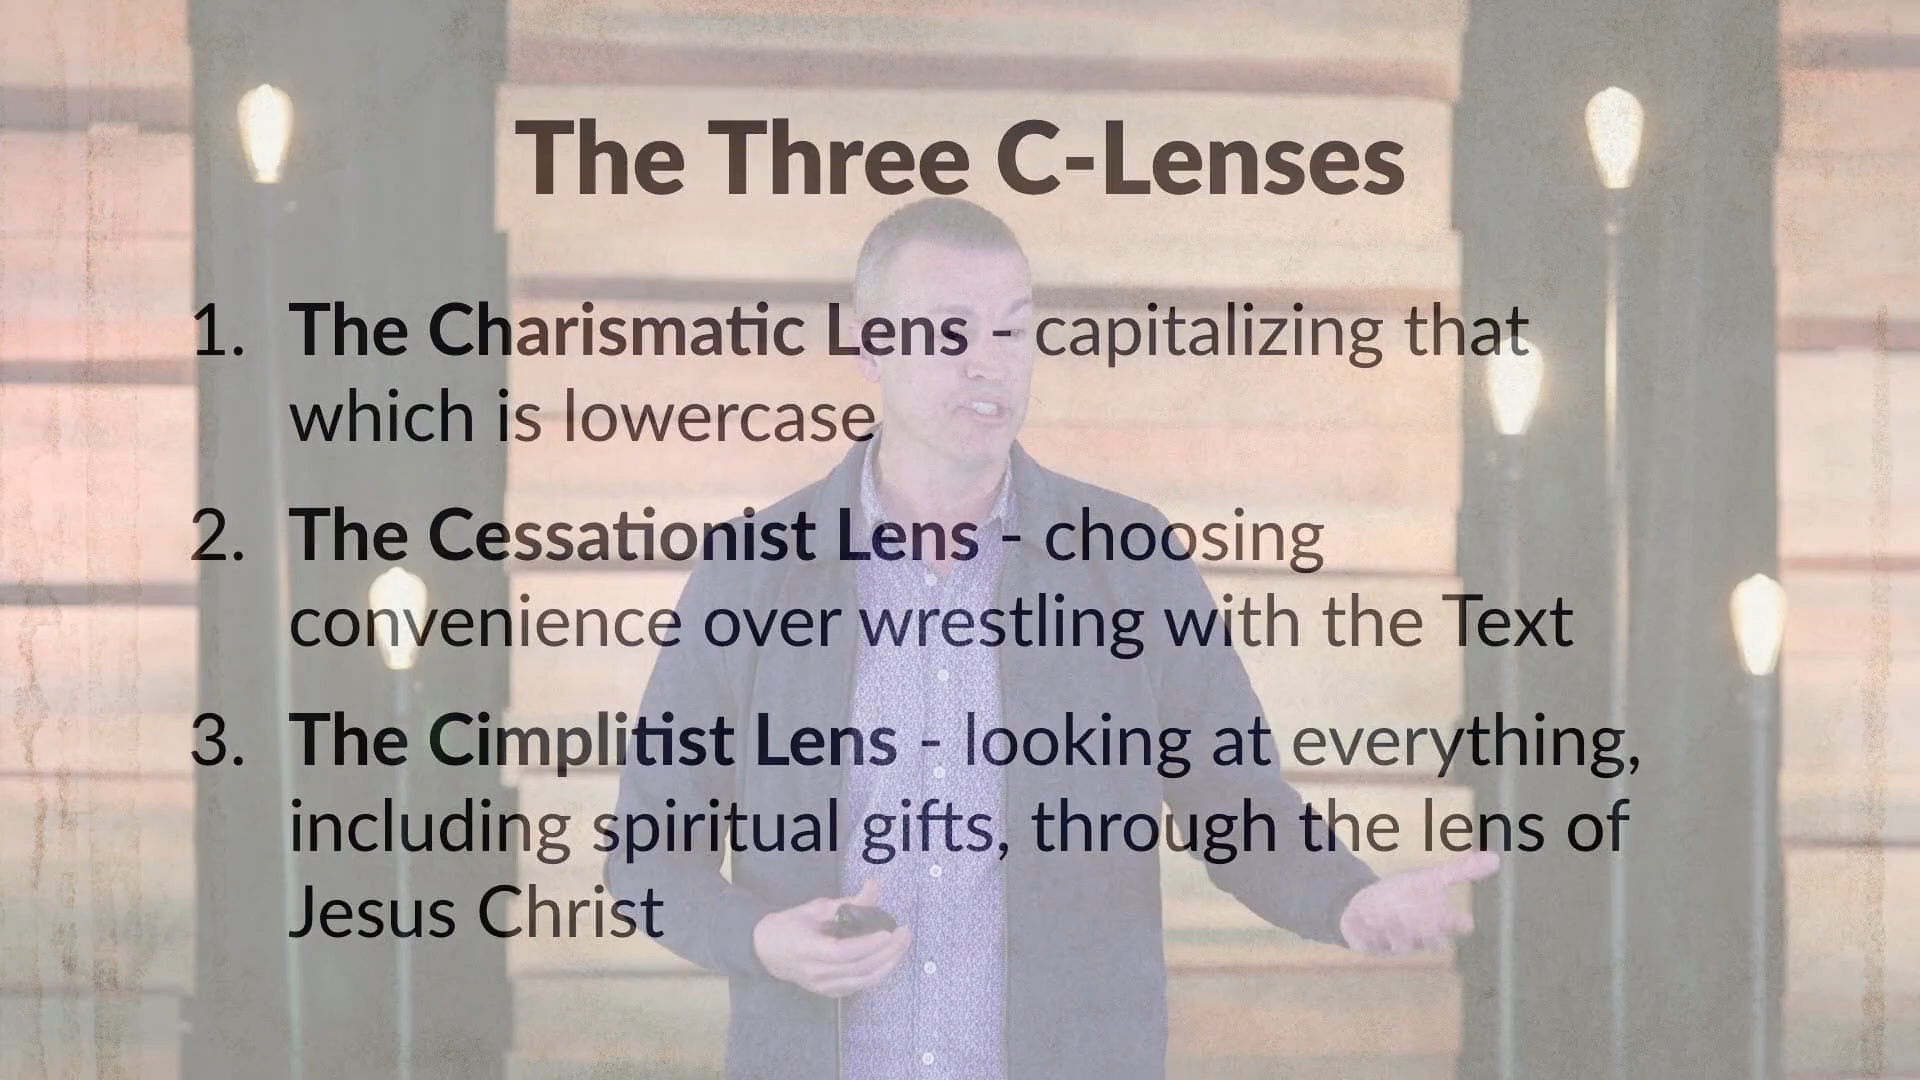 The Three C-Lenses
1. The Charismatic Lens - capitalizing that
which is lowercase
2. The Cessationist Lens - choosing
convenience over wrestling with the Text
3. The Cimplitist Lens - looking at everything,
including spiritual gifts, through the lens of
Jesus Christ